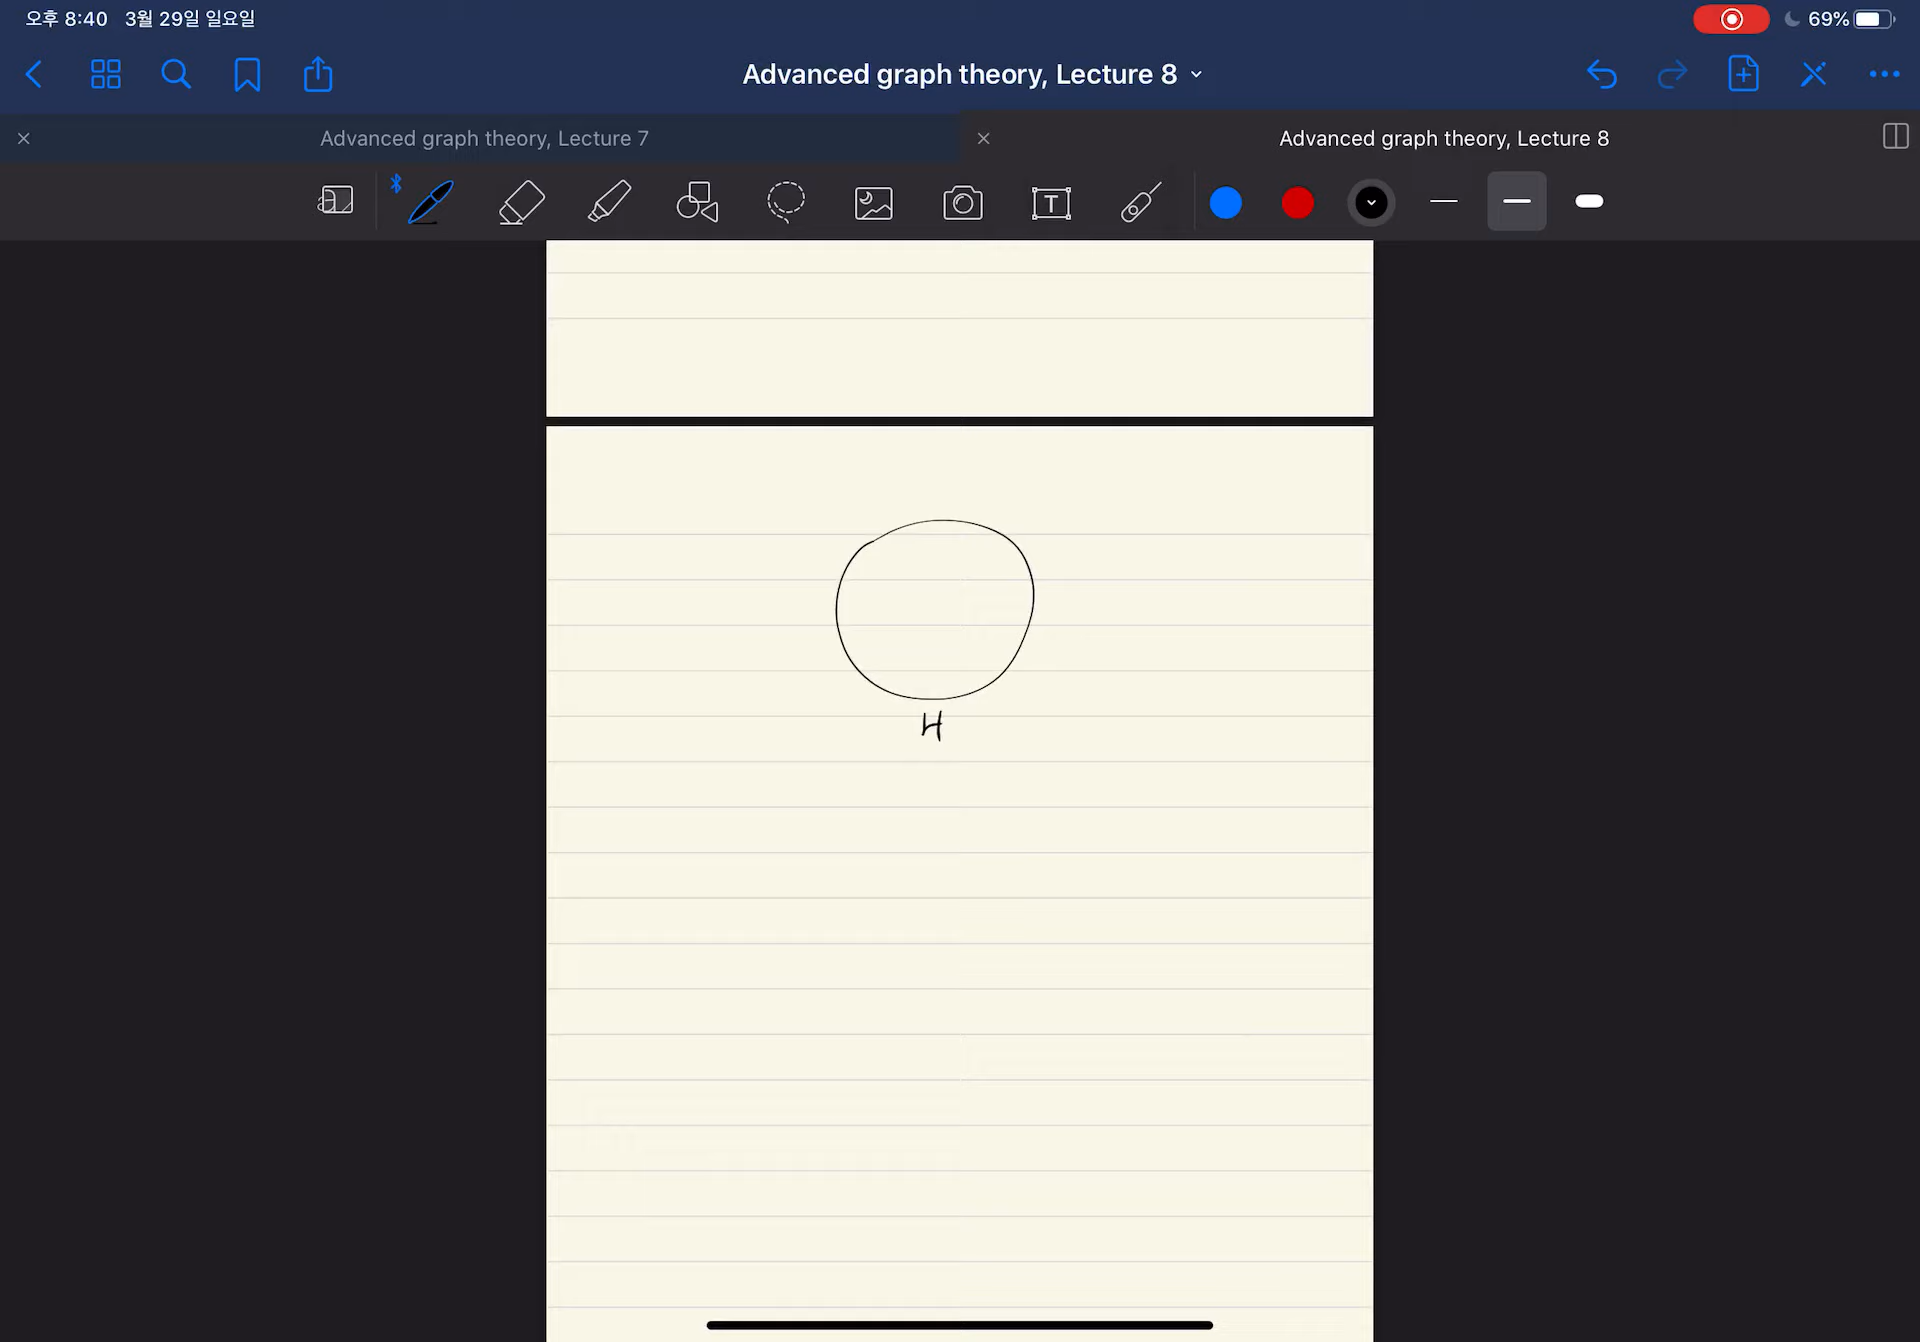 오후 8:40 3월 29일 일요일
69%
Advanced graph theory, Lecture 8
Advanced graph theory, Lecture 7
Advanced graph theory, Lecture 8
H